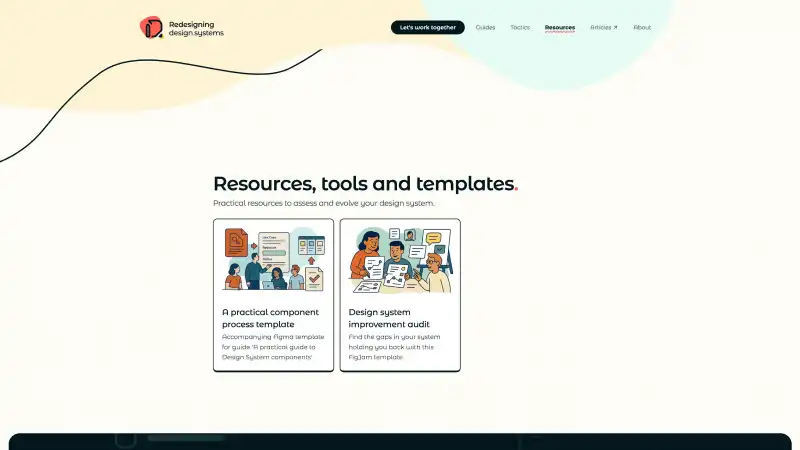 Redesigning
design.systems
Let's work together
Guides
Tactics
Resources
Articles ↗
About
Resources, tools and templates.
Practical resources to assess and evolve your design system.
A practical component
process template
Accompanying Figma template
for guide 'A practical guide to
Design System components'
Design system
improvement audit
Find the gaps in your system
holding you back with this
FigJam template.